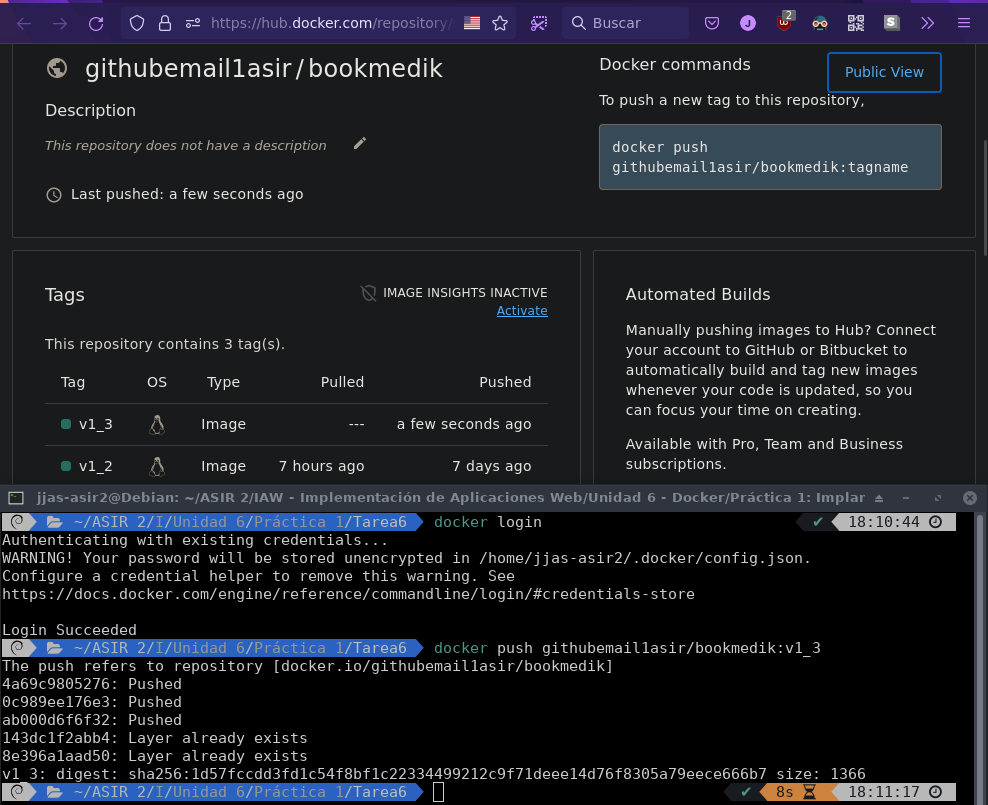 https://hub.docker.com/repository/
Buscar
J
2
S
githubemail1asir / bookmedik
Description
This repository does not have a description
Last pushed: a few seconds ago
Docker commands
Public View
To push a new tag to this repository,
docker push
githubemail1asir/bookmedik:tagname
Tags
IMAGE INSIGHTS INACTIVE
Activate
This repository contains 3 tag(s).
Tag OS Type Pulled Pushed
v1_3 Image --- a few seconds ago
v1_2 Image 7 hours ago 7 days ago
Automated Builds
Manually pushing images to Hub? Connect
your account to GitHub or Bitbucket to
automatically build and tag new images
whenever your code is updated, so you
can focus your time on creating.
Available with Pro, Team and Business
subscriptions.
jjas-asir2@Debian: ~/ASIR 2/IAW - Implementación de Aplicaciones Web/Unidad 6 - Docker/Práctica 1: Implar
~/ASIR 2/I/Unidad 6/Práctica 1/Tarea6 docker login ✔ 18:10:44
Authenticating with existing credentials...
WARNING! Your password will be stored unencrypted in /home/jjas-asir2/.docker/config.json.
Configure a credential helper to remove this warning. See
https://docs.docker.com/engine/reference/commandline/login/#credentials-store
Login Succeeded
~/ASIR 2/I/Unidad 6/Práctica 1/Tarea6 docker push githubemail1asir/bookmedik:v1_3
The push refers to repository [docker.io/githubemail1asir/bookmedik]
4a69c9805276: Pushed
0c989ee176e3: Pushed
ab000d6f6f32: Pushed
143dc1f2abb4: Layer already exists
8e396a1aad50: Layer already exists
v1_3: digest: sha256:1d57fccdd3fd1c54f8bf1c22334499212c9f71deee14d76f8305a79eece666b7 size: 1366
~/ASIR 2/I/Unidad 6/Práctica 1/Tarea6 ✔ 8s 18:11:17